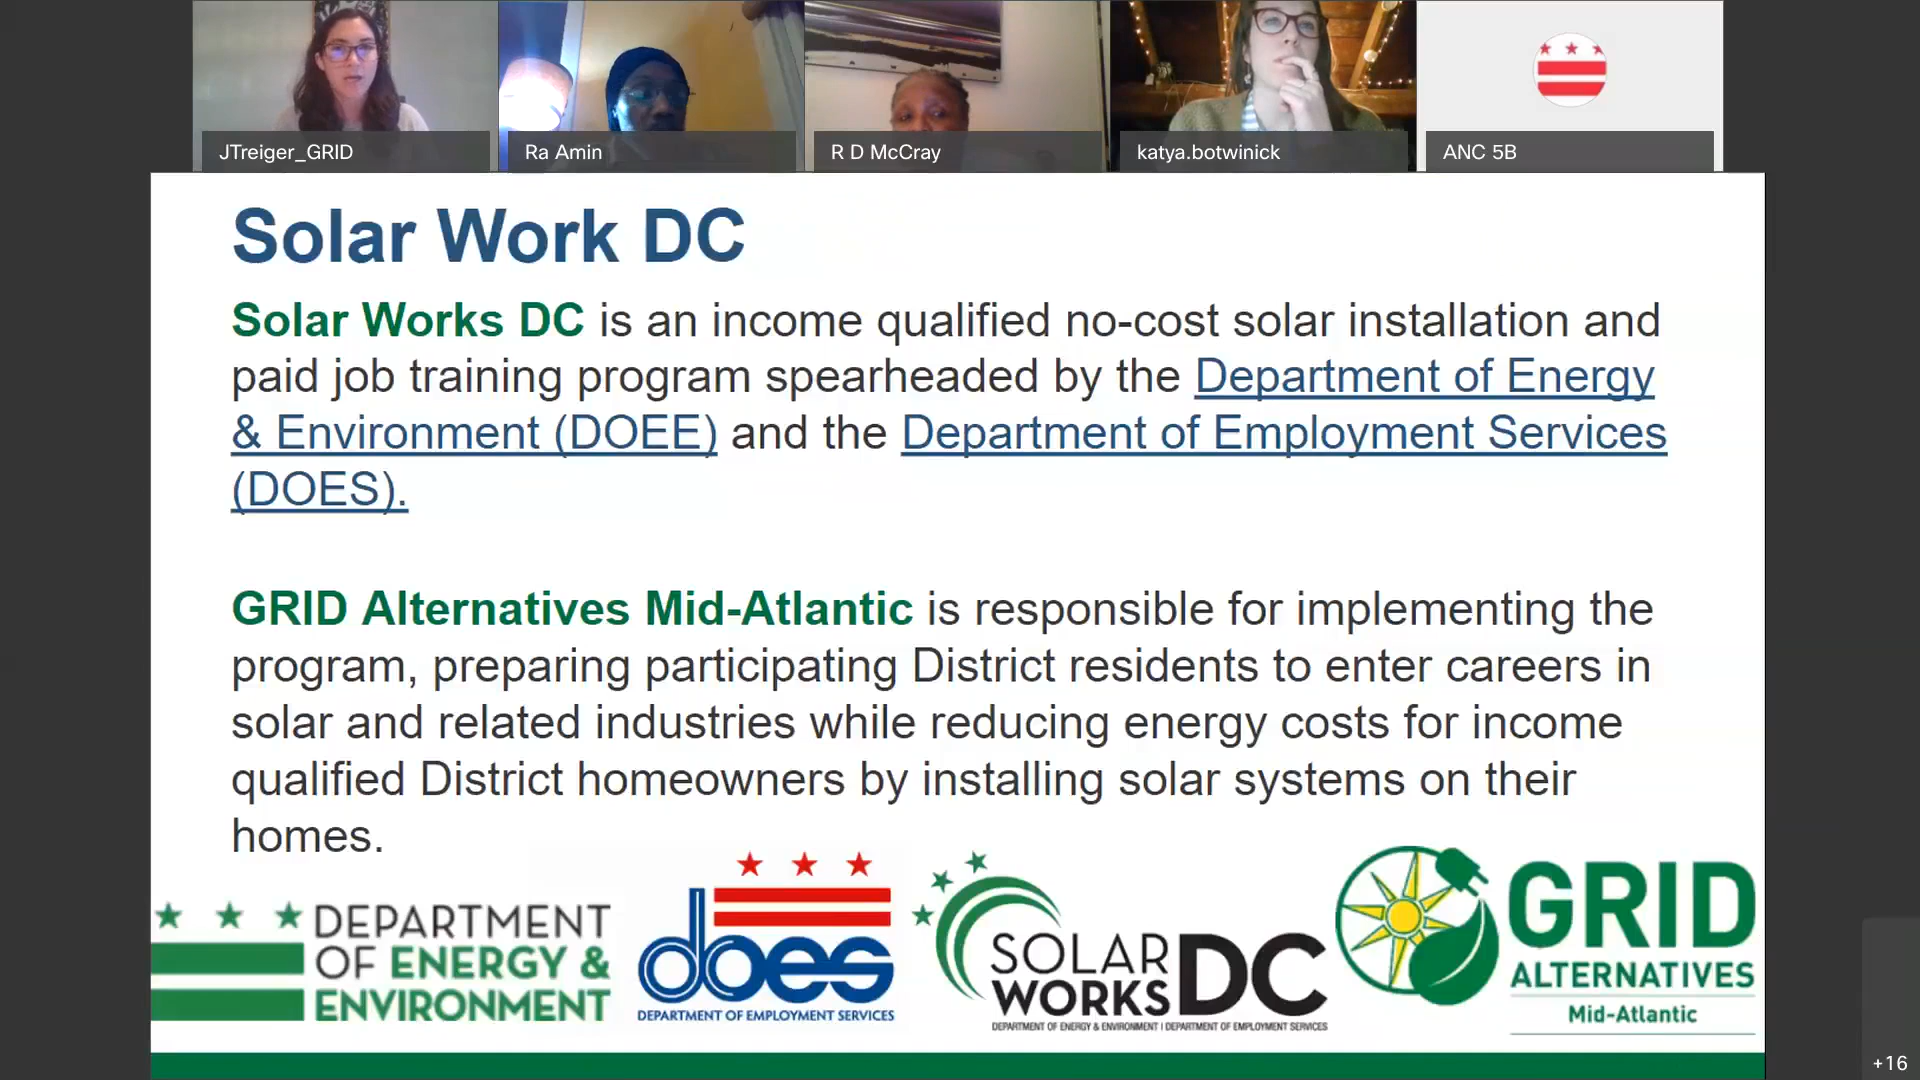 JTreiger_GRID
Ra Amin
R D McCray
katya.botwinick
ANC 5B
Solar Work DC
Solar Works DC is an income qualified no-cost solar installation and
paid job training program spearheaded by the Department of Energy
& Environment (DOEE) and the Department of Employment Services
(DOES).
GRID Alternatives Mid-Atlantic is responsible for implementing the
program, preparing participating District residents to enter careers in
solar and related industries while reducing energy costs for income
qualified District homeowners by installing solar systems on their
homes.
DEPARTMENT
OF ENERGY &
ENVIRONMENT
does
DEPARTMENT OF EMPLOYMENT SERVICES
SOLAR
WORKS DC
DEPARTMENT OF ENERGY & ENVIRONMENT | DEPARTMENT OF EMPLOYMENT SERVICES
GRID
ALTERNATIVES
Mid-Atlantic
+16